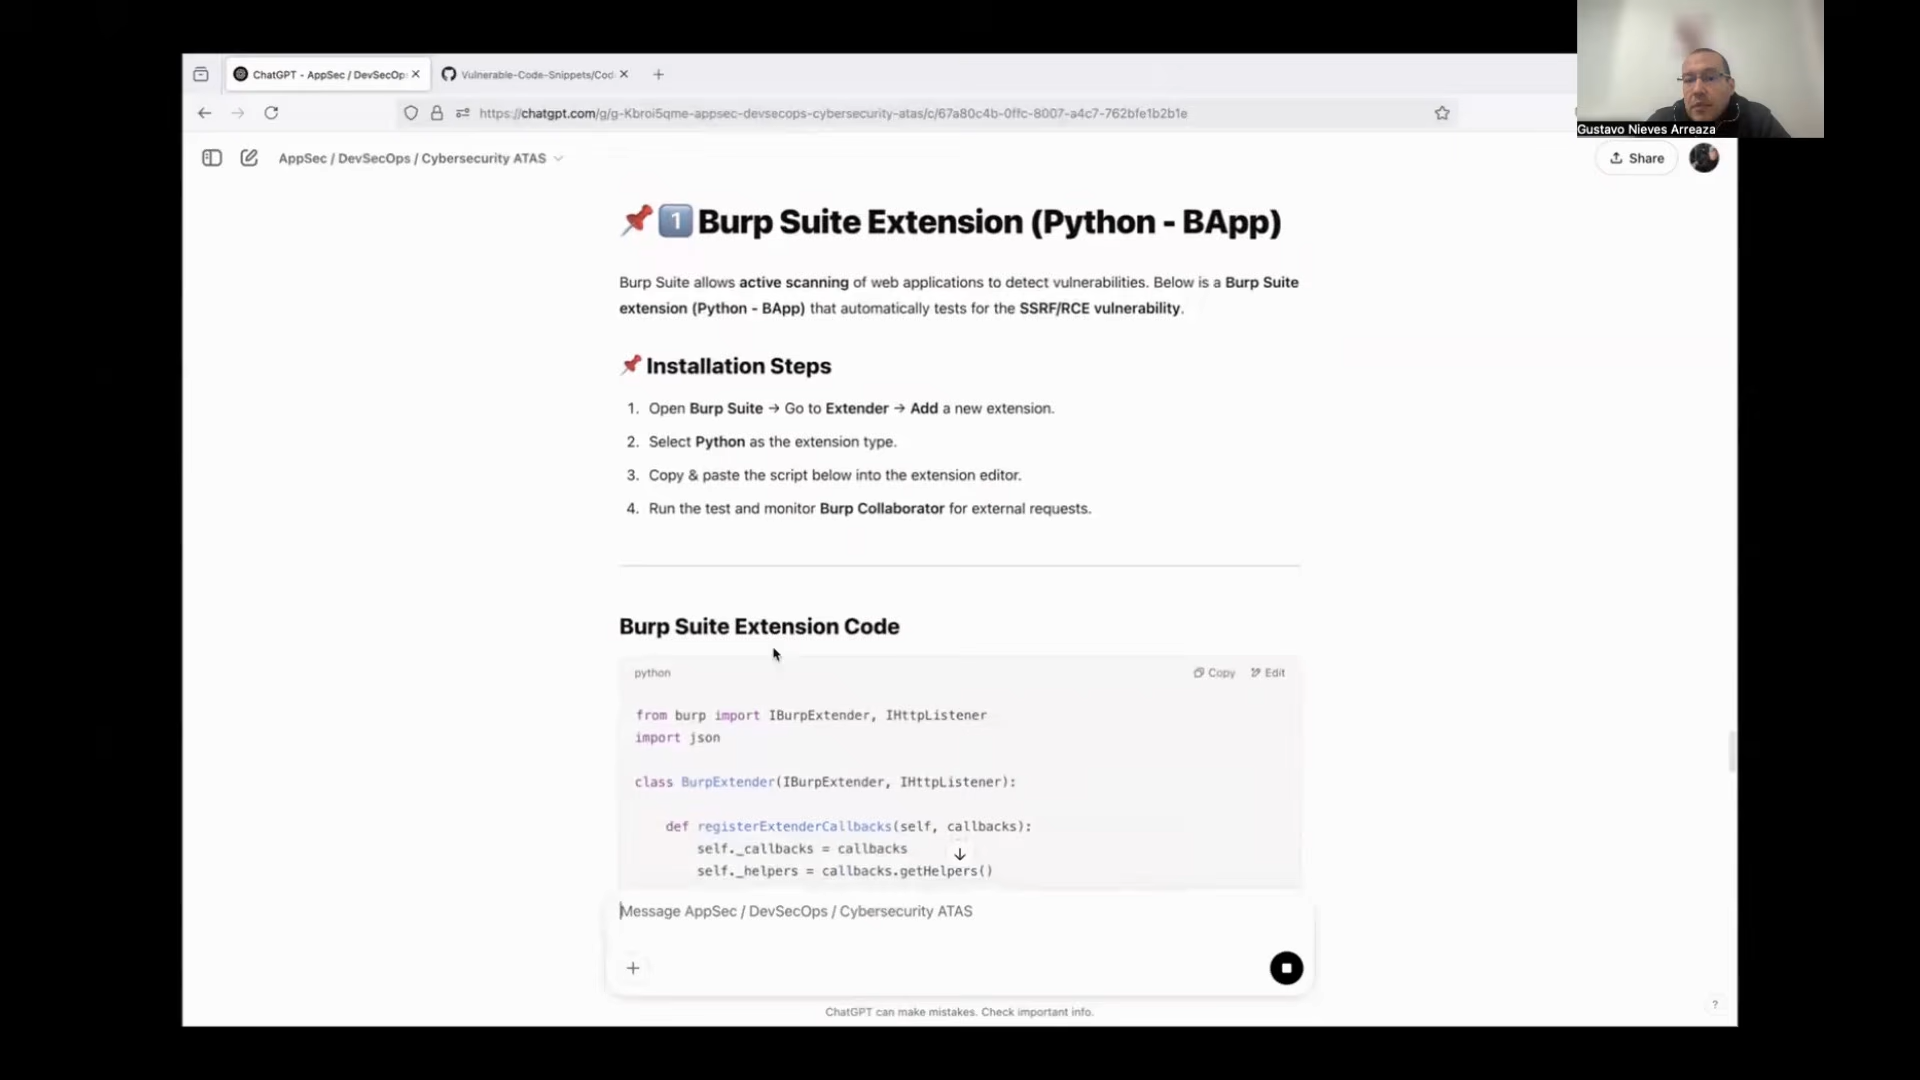 ChatGPT - AppSec / DevSecOp
Vulnerable-Code-Snippets/Cod
https://chatgpt.com/g/g-Kbroi5qme-appsec-devsecops-cybersecurity-atas/c/67a80c4b-0ffc-8007-a4c7-762bfe1b2b1e
Gustavo Nieves Arreaza
AppSec / DevSecOps / Cybersecurity ATAS
Share
📌1️⃣ Burp Suite Extension (Python - BApp)
Burp Suite allows active scanning of web applications to detect vulnerabilities. Below is a Burp Suite
extension (Python - BApp) that automatically tests for the SSRF/RCE vulnerability.
📌 Installation Steps
1. Open Burp Suite → Go to Extender → Add a new extension.
2. Select Python as the extension type.
3. Copy & paste the script below into the extension editor.
4. Run the test and monitor Burp Collaborator for external requests.
Burp Suite Extension Code
python
Copy Edit
from burp import IBurpExtender, IHttpListener
import json
class BurpExtender(IBurpExtender, IHttpListener):
def registerExtenderCallbacks(self, callbacks):
self._callbacks = callbacks
self._helpers = callbacks.getHelpers()
Message AppSec / DevSecOps / Cybersecurity ATAS
ChatGPT can make mistakes. Check important info.
?